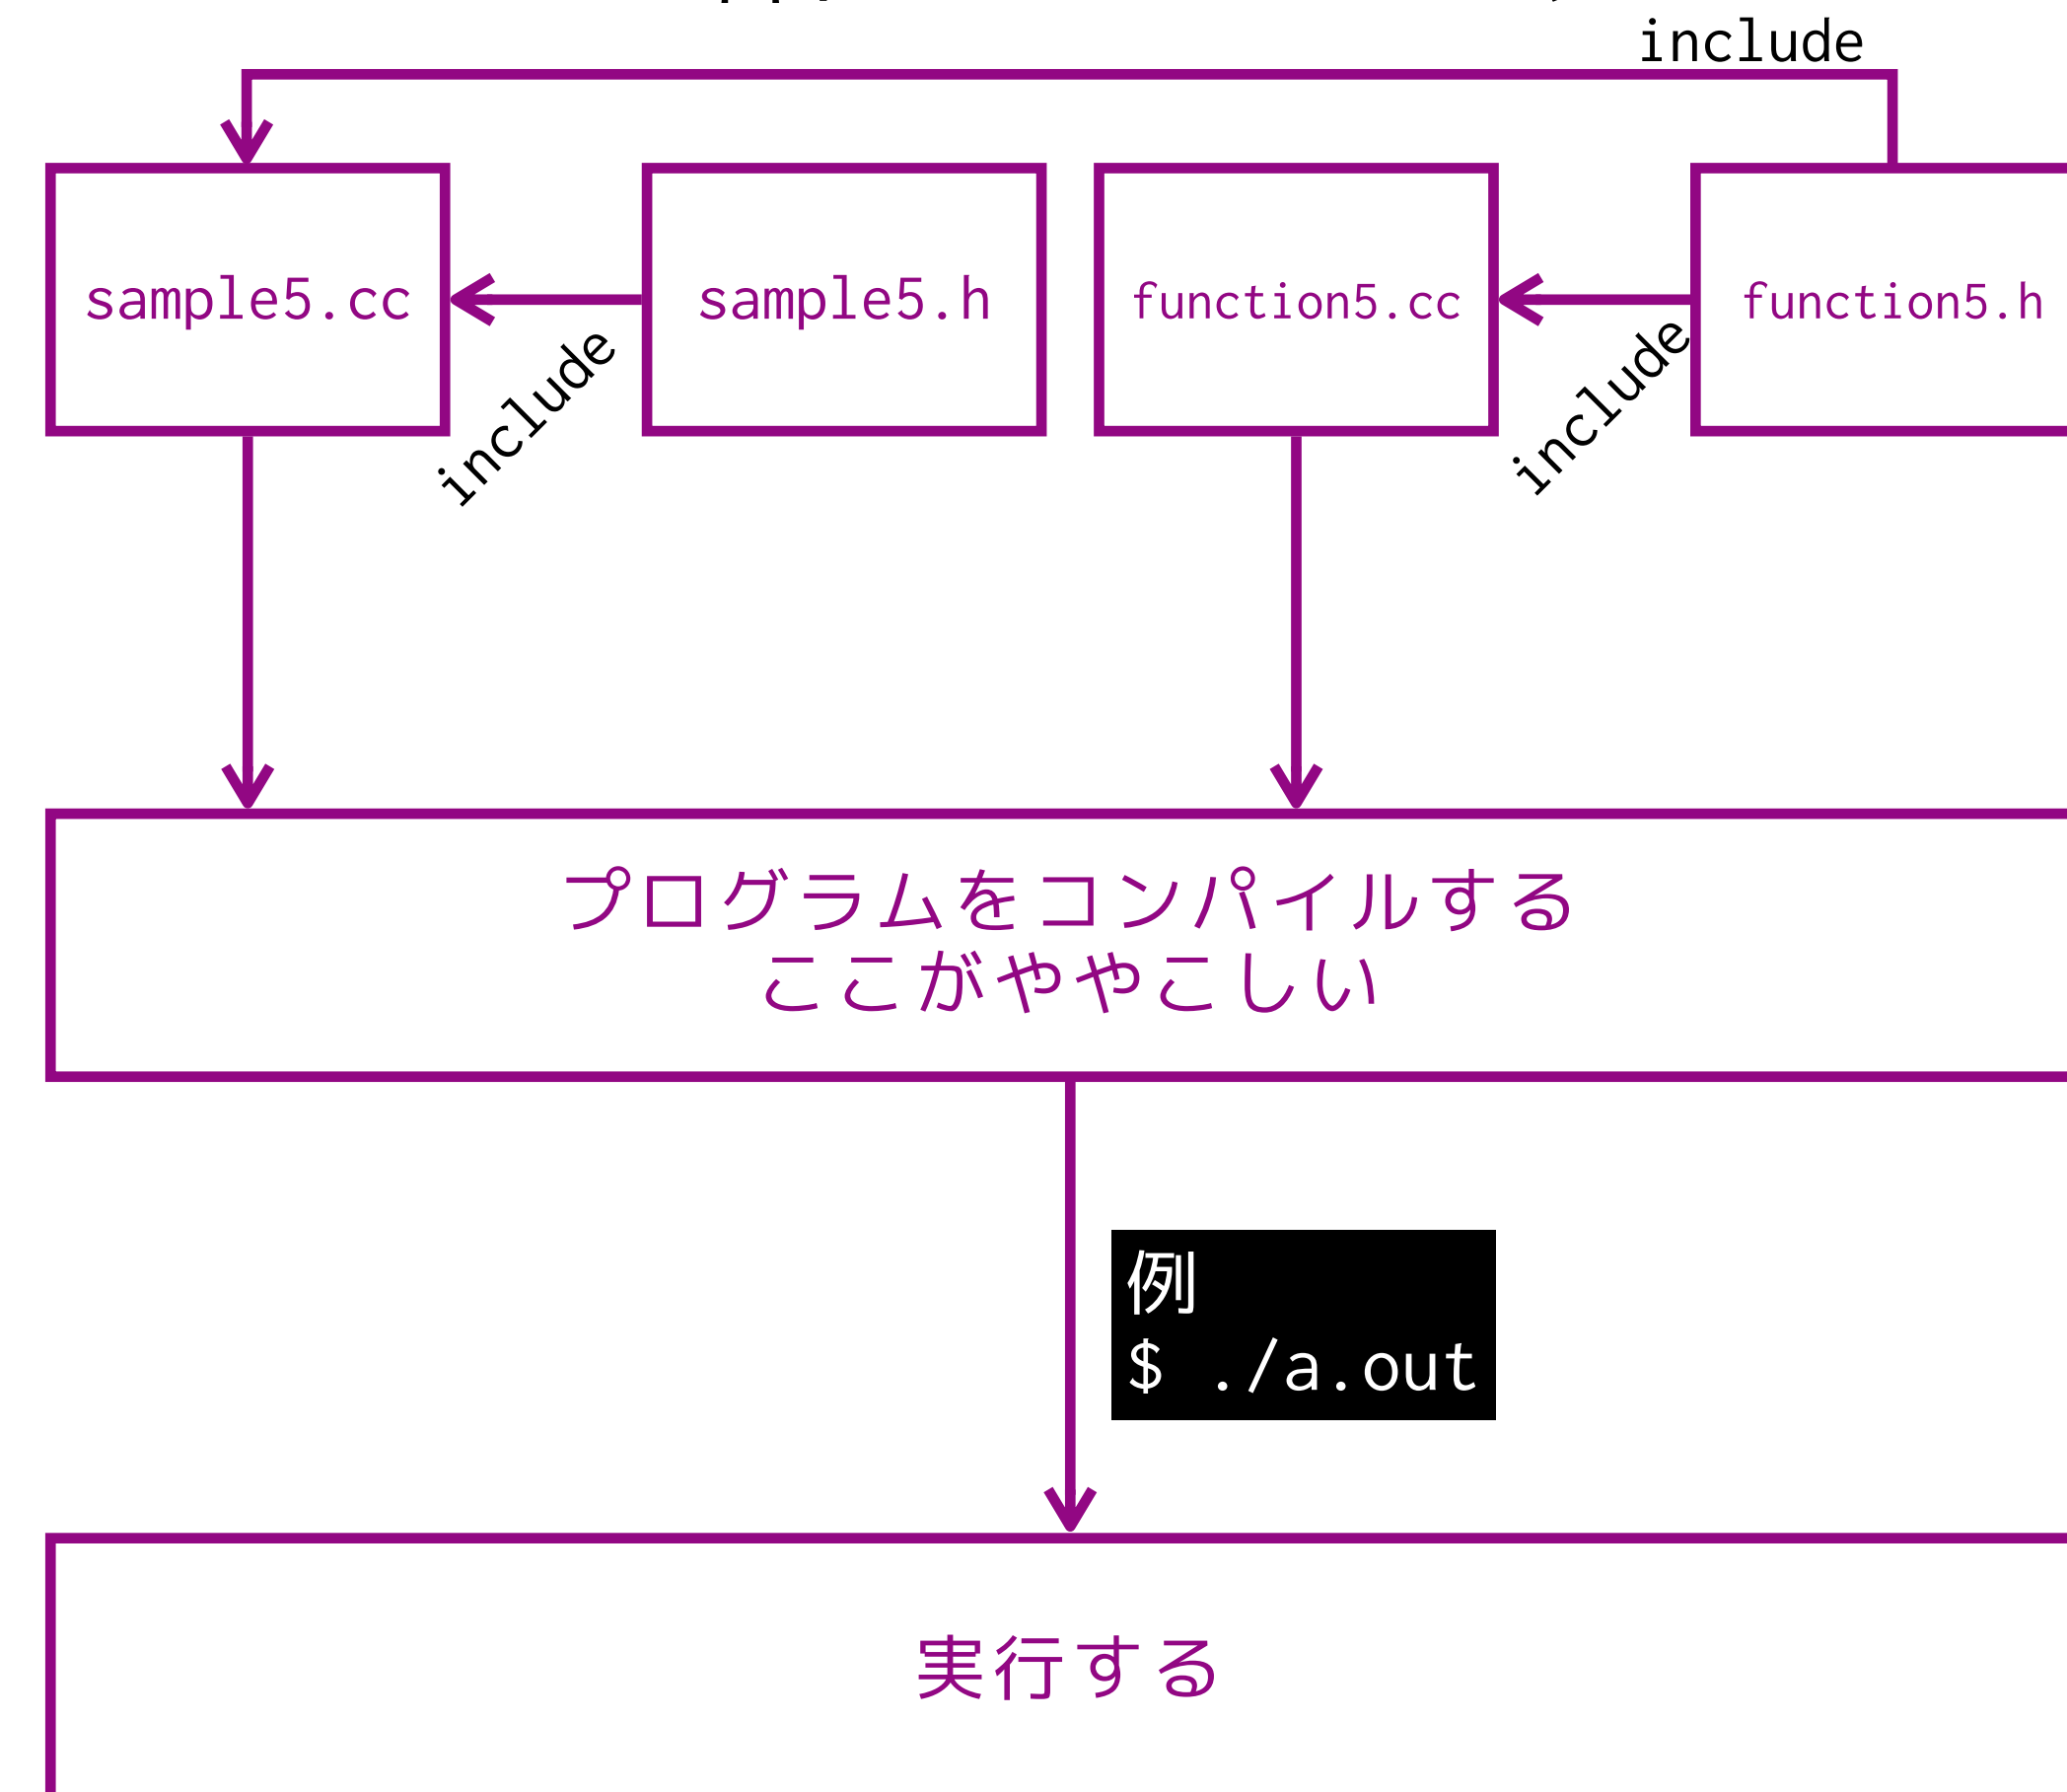 include
sample5.cc
sample5.h
function5.cc
function5.h
include
include
プログラムをコンパイルする
ここがややこしい
例
$ ./a.out
実行する